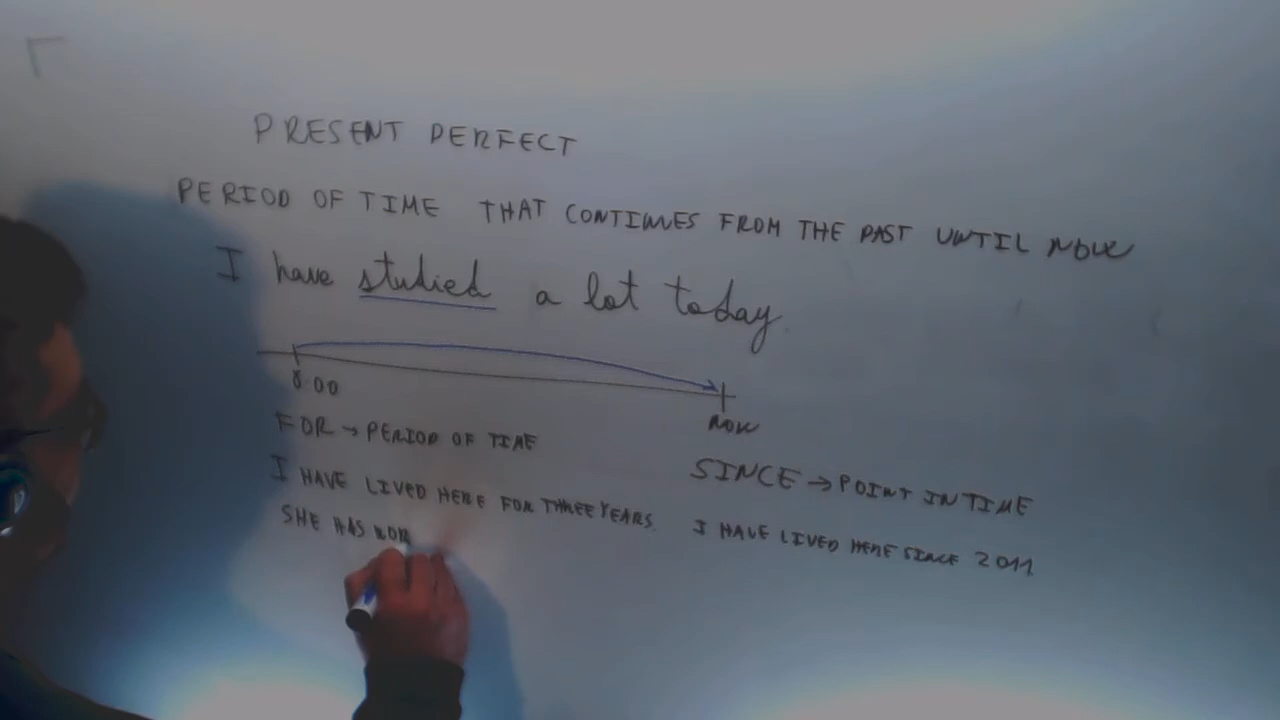 PRESENT PERFECT
PERIOD OF TIME THAT CONTINUES FROM THE PAST UNTIL NOW
I have studied a lot today.
8:00
NOW
FOR → PERIOD OF TIME
I HAVE LIVED HERE FOR THREE YEARS.
SHE HAS WOR
SINCE → POINT IN TIME
I HAVE LIVED HERE SINCE 2011